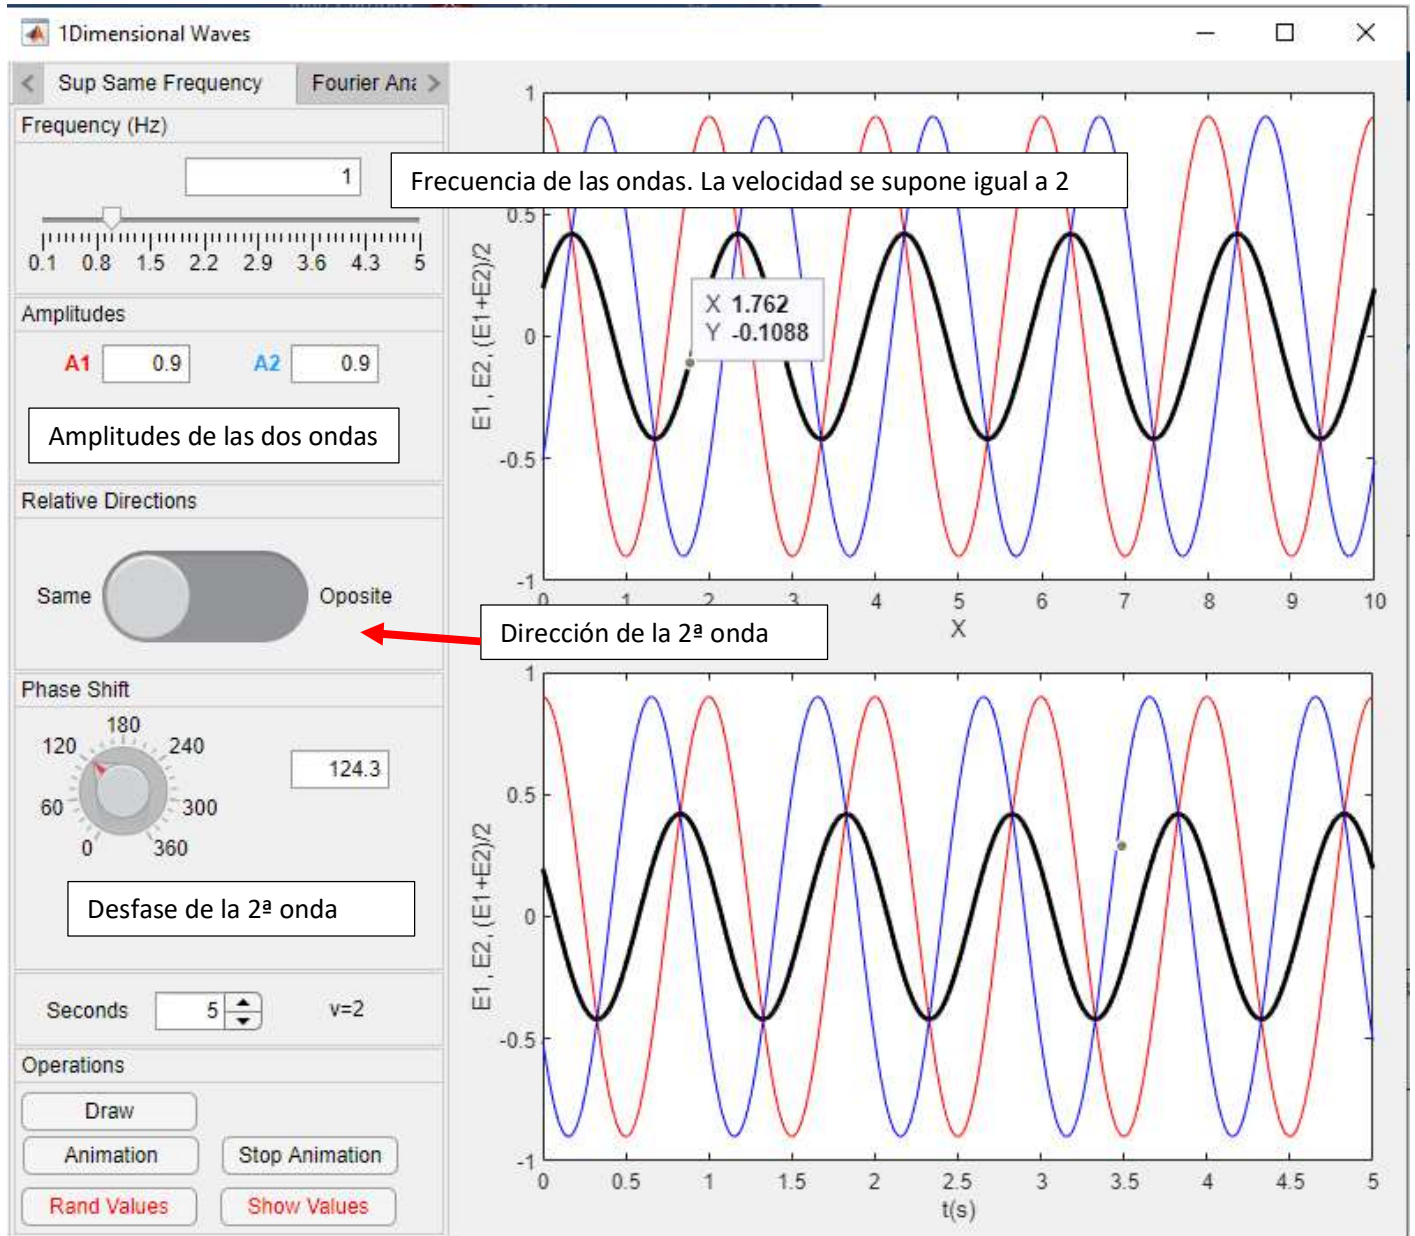 1Dimensional Waves
Sup Same Frequency
Fourier Ana
Frequency (Hz)
1
0.1 0.8 1.5 2.2 2.9 3.6 4.3 5
Frecuencia de las ondas. La velocidad se supone igual a 2
Amplitudes
A1 0.9 A2 0.9
Amplitudes de las dos ondas
Relative Directions
Same Oposite
Dirección de la 2ª onda
Phase Shift
180
120 240
124.3
60 300
0 360
Desfase de la 2ª onda
Seconds 5 v=2
Operations
Draw
Animation Stop Animation
Rand Values Show Values
1
0.5
0
-0.5
-1
E1, E2, (E1+E2)/2
X 1.762
Y -0.1088
0 1 2 3 4 5 6 7 8 9 10
X
1
0.5
0
-0.5
-1
E1, E2, (E1+E2)/2
0 0.5 1 1.5 2 2.5 3 3.5 4 4.5 5
t(s)